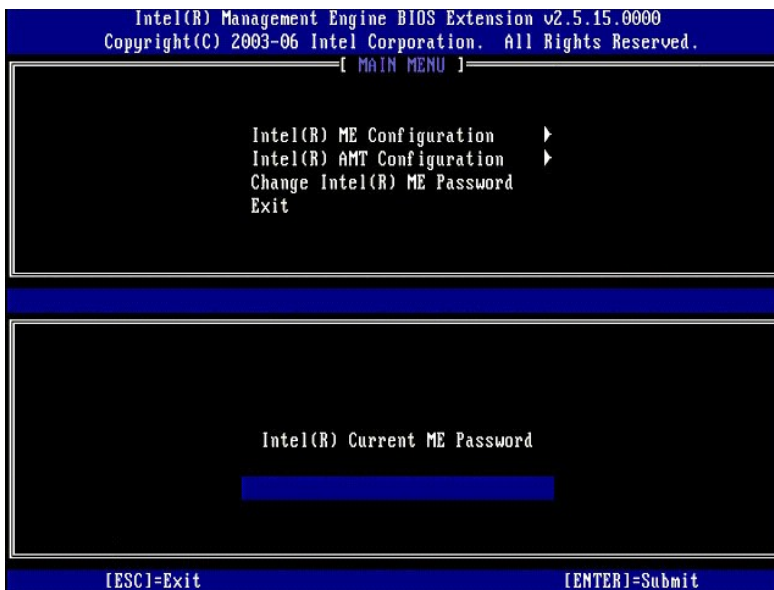 Intel(R) Management Engine BIOS Extension v2.5.15.0000
Copyright(C) 2003-06 Intel Corporation. All Rights Reserved.
[ MAIN MENU ]
Intel(R) ME Configuration
Intel(R) AMT Configuration
Change Intel(R) ME Password
Exit
Intel(R) Current ME Password
[ESC]=Exit [ENTER]=Submit